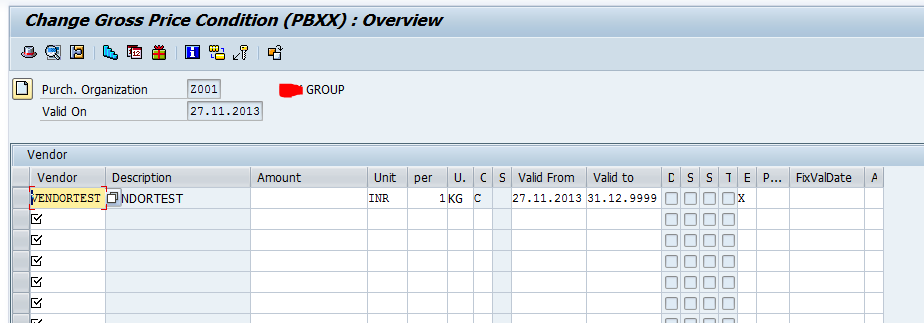 Change Gross Price Condition (PBXX) : Overview
Purch. Organization Z001 GROUP
Valid On 27.11.2013
Vendor
Vendor Description Amount Unit per U. C S Valid From Valid to D S S T E P... FixValDate A
VENDORTEST NDORTEST INR 1 KG C 27.11.2013 31.12.9999 X